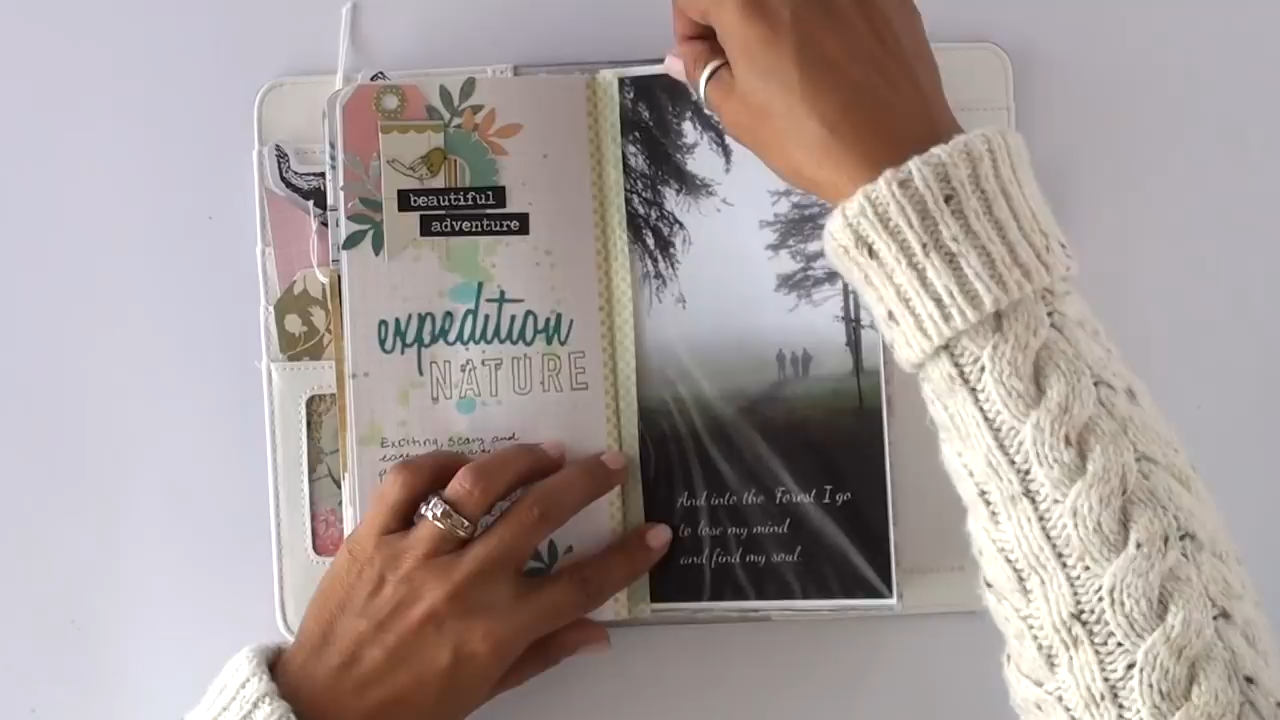 beautiful
adventure
expedition
NATURE
Exciting, scary and
And into the Forest I go
to lose my mind
and find my soul.